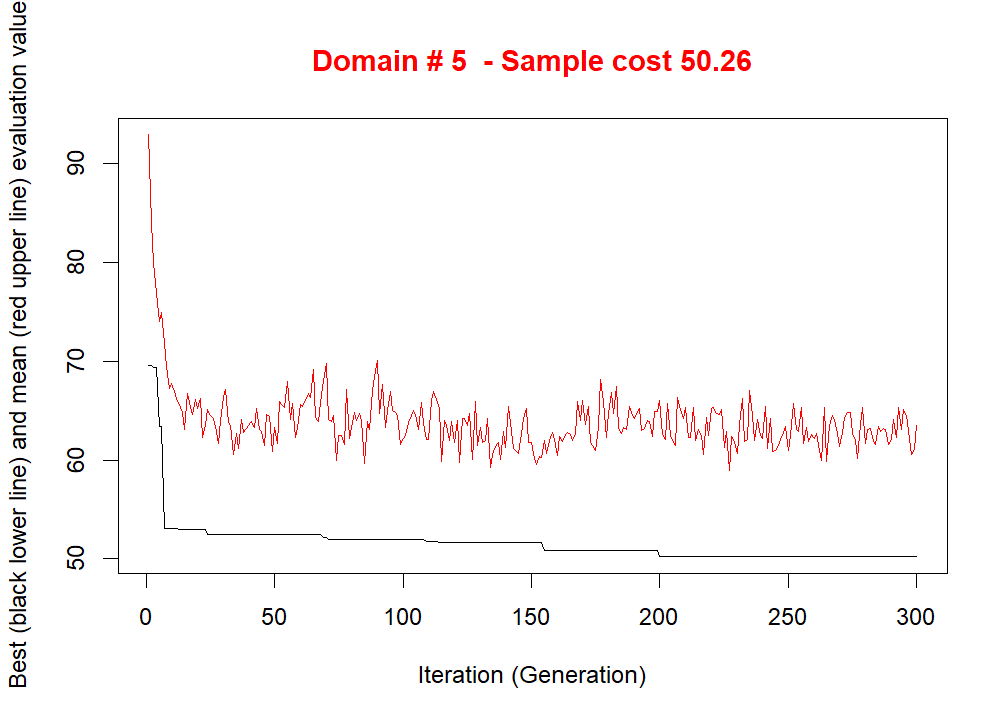 Domain # 5  - Sample cost 50.26
Best (black lower line) and mean (red upper line) evaluation value
90
80
70
60
50
0 50 100 150 200 250 300
Iteration (Generation)